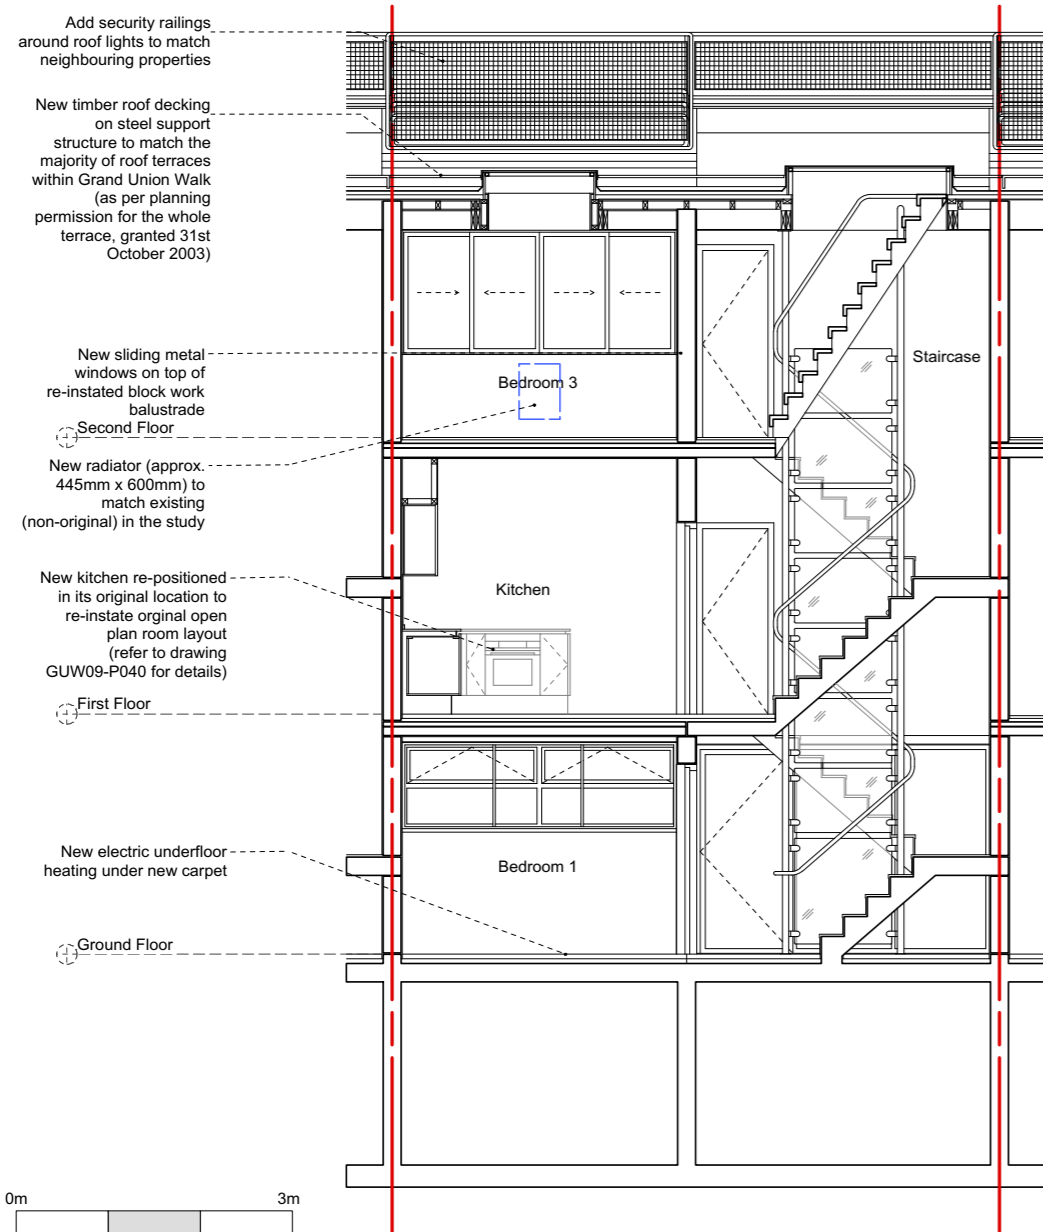 Add security railings
around roof lights to match
neighbouring properties
New timber roof decking
on steel support
structure to match the
majority of roof terraces
within Grand Union Walk
(as per planning
permission for the whole
terrace, granted 31st
October 2003)
New sliding metal
windows on top of
re-instated block work
balustrade
Second Floor
New radiator (approx.
445mm x 600mm) to
match existing
(non-original) in the study
New kitchen re-positioned
in its original location to
re-instate orginal open
plan room layout
(refer to drawing
GUW09-P040 for details)
First Floor
New electric underfloor
heating under new carpet
Ground Floor
Bedroom 3
Staircase
Kitchen
Bedroom 1
0m
3m